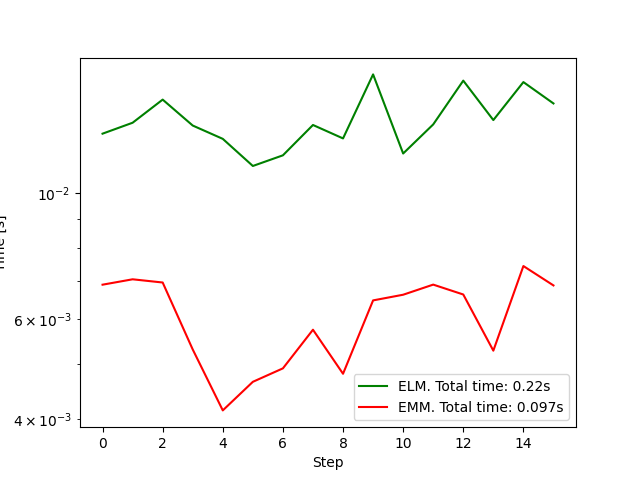 10⁻²
6 × 10⁻³
4 × 10⁻³
0 2 4 6 8 10 12 14
Step
ELM. Total time: 0.22s
EMM. Total time: 0.097s